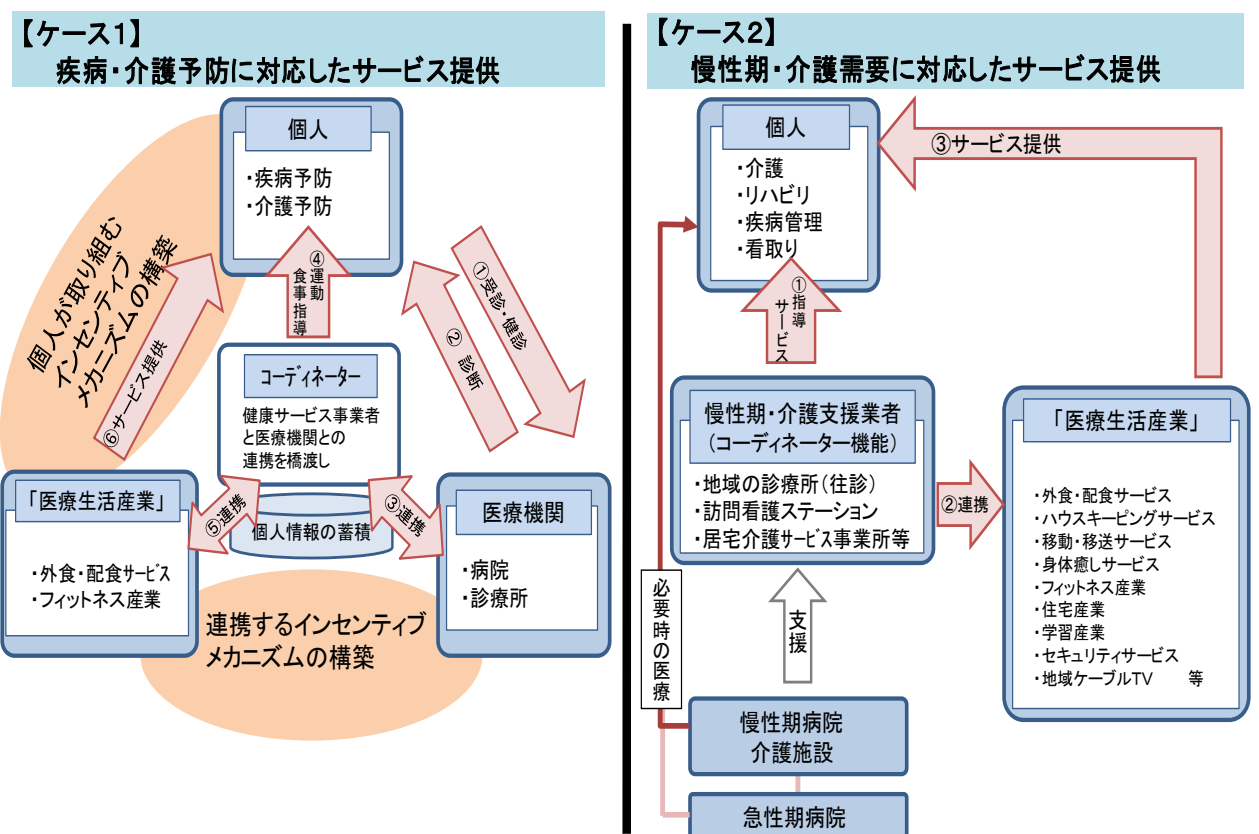 【ケース1】
疾病・介護予防に対応したサービス提供
個人
・疾病予防
・介護予防
個人が取り組む
インセンティブ
メカニズムの構築
⑥サービス提供
④運動
食事指導
①受診・健診
② 診断
コーディネーター
健康サービス事業者
と医療機関との
連携を橋渡し
個人情報の蓄積
⑤連携
③連携
「医療生活産業」
・外食・配食サービス
・フィットネス産業
医療機関
・病院
・診療所
連携するインセンティブ
メカニズムの構築
【ケース2】
慢性期・介護需要に対応したサービス提供
個人
・介護
・リハビリ
・疾病管理
・看取り
③サービス提供
①指導
サービス
慢性期・介護支援業者
（コーディネーター機能）
・地域の診療所（往診）
・訪問看護ステーション
・居宅介護サービス事業所等
②連携
「医療生活産業」
・外食・配食サービス
・ハウスキーピングサービス
・移動・移送サービス
・身体癒しサービス
・フィットネス産業
・住宅産業
・学習産業
・セキュリティサービス
・地域ケーブルTV　等
必要時の医療
支援
慢性期病院
介護施設
急性期病院